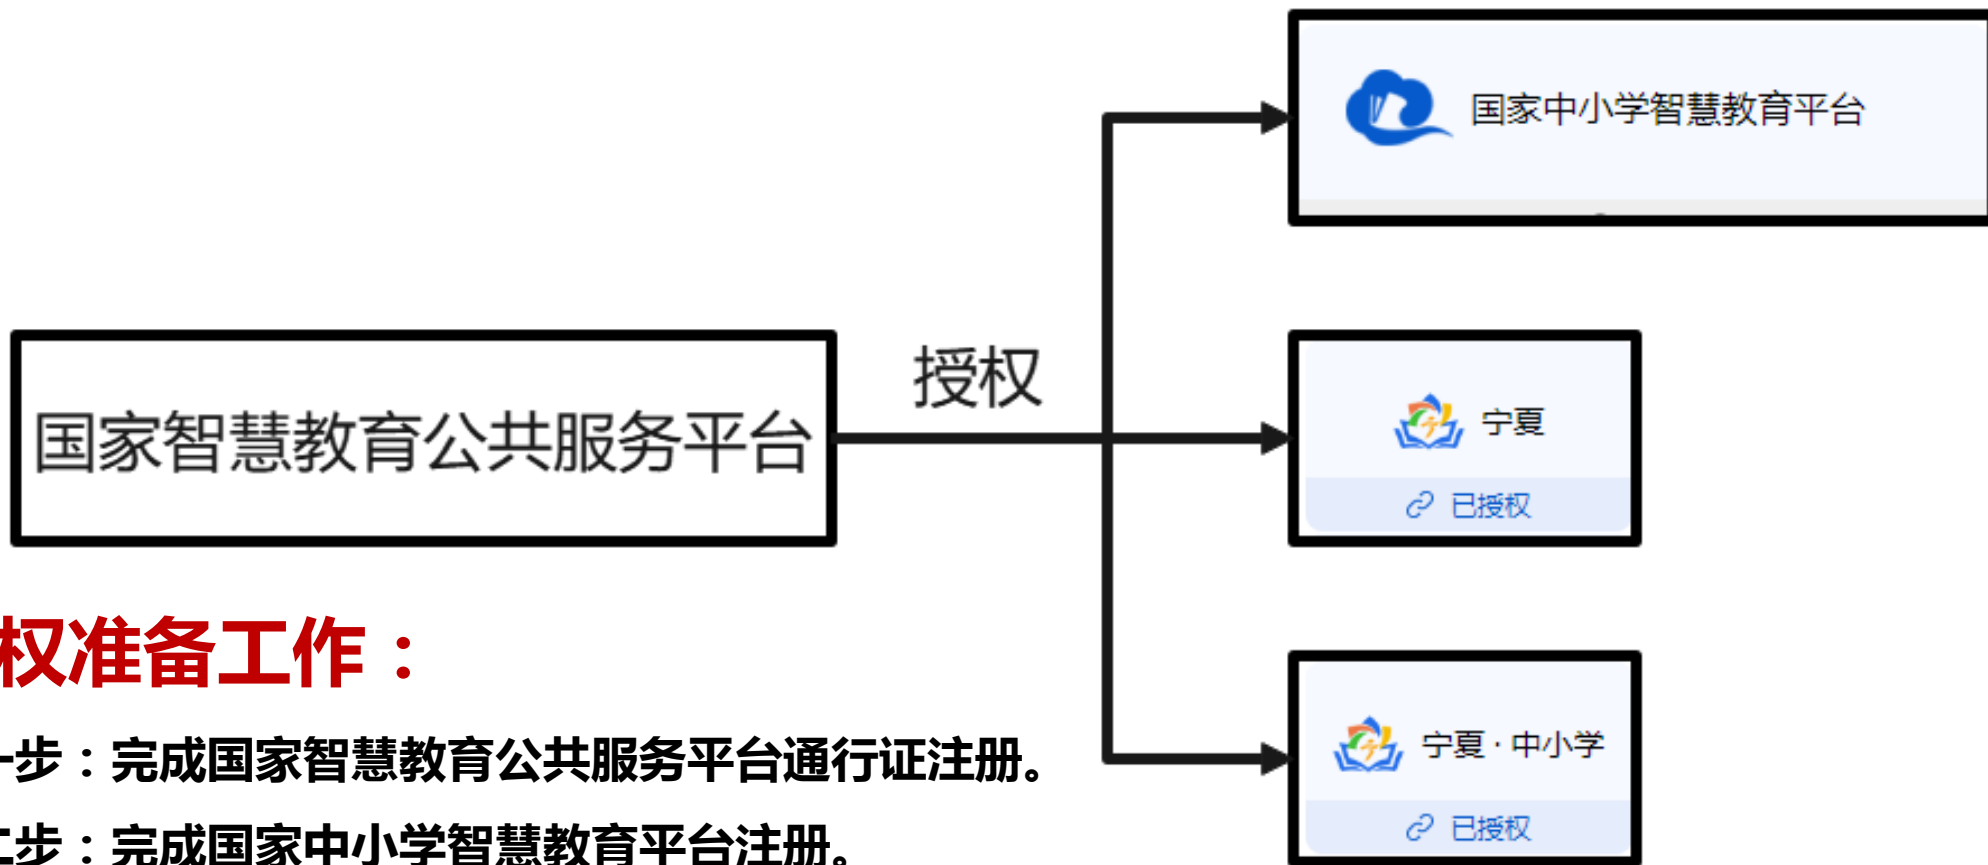 国家中小学智慧教育平台
授权
国家智慧教育公共服务平台
宁夏
已授权
权准备工作：
一步：完成国家智慧教育公共服务平台通行证注册。
宁夏·中小学
已授权
二步：完成国家中小学智慧教育平台注册。